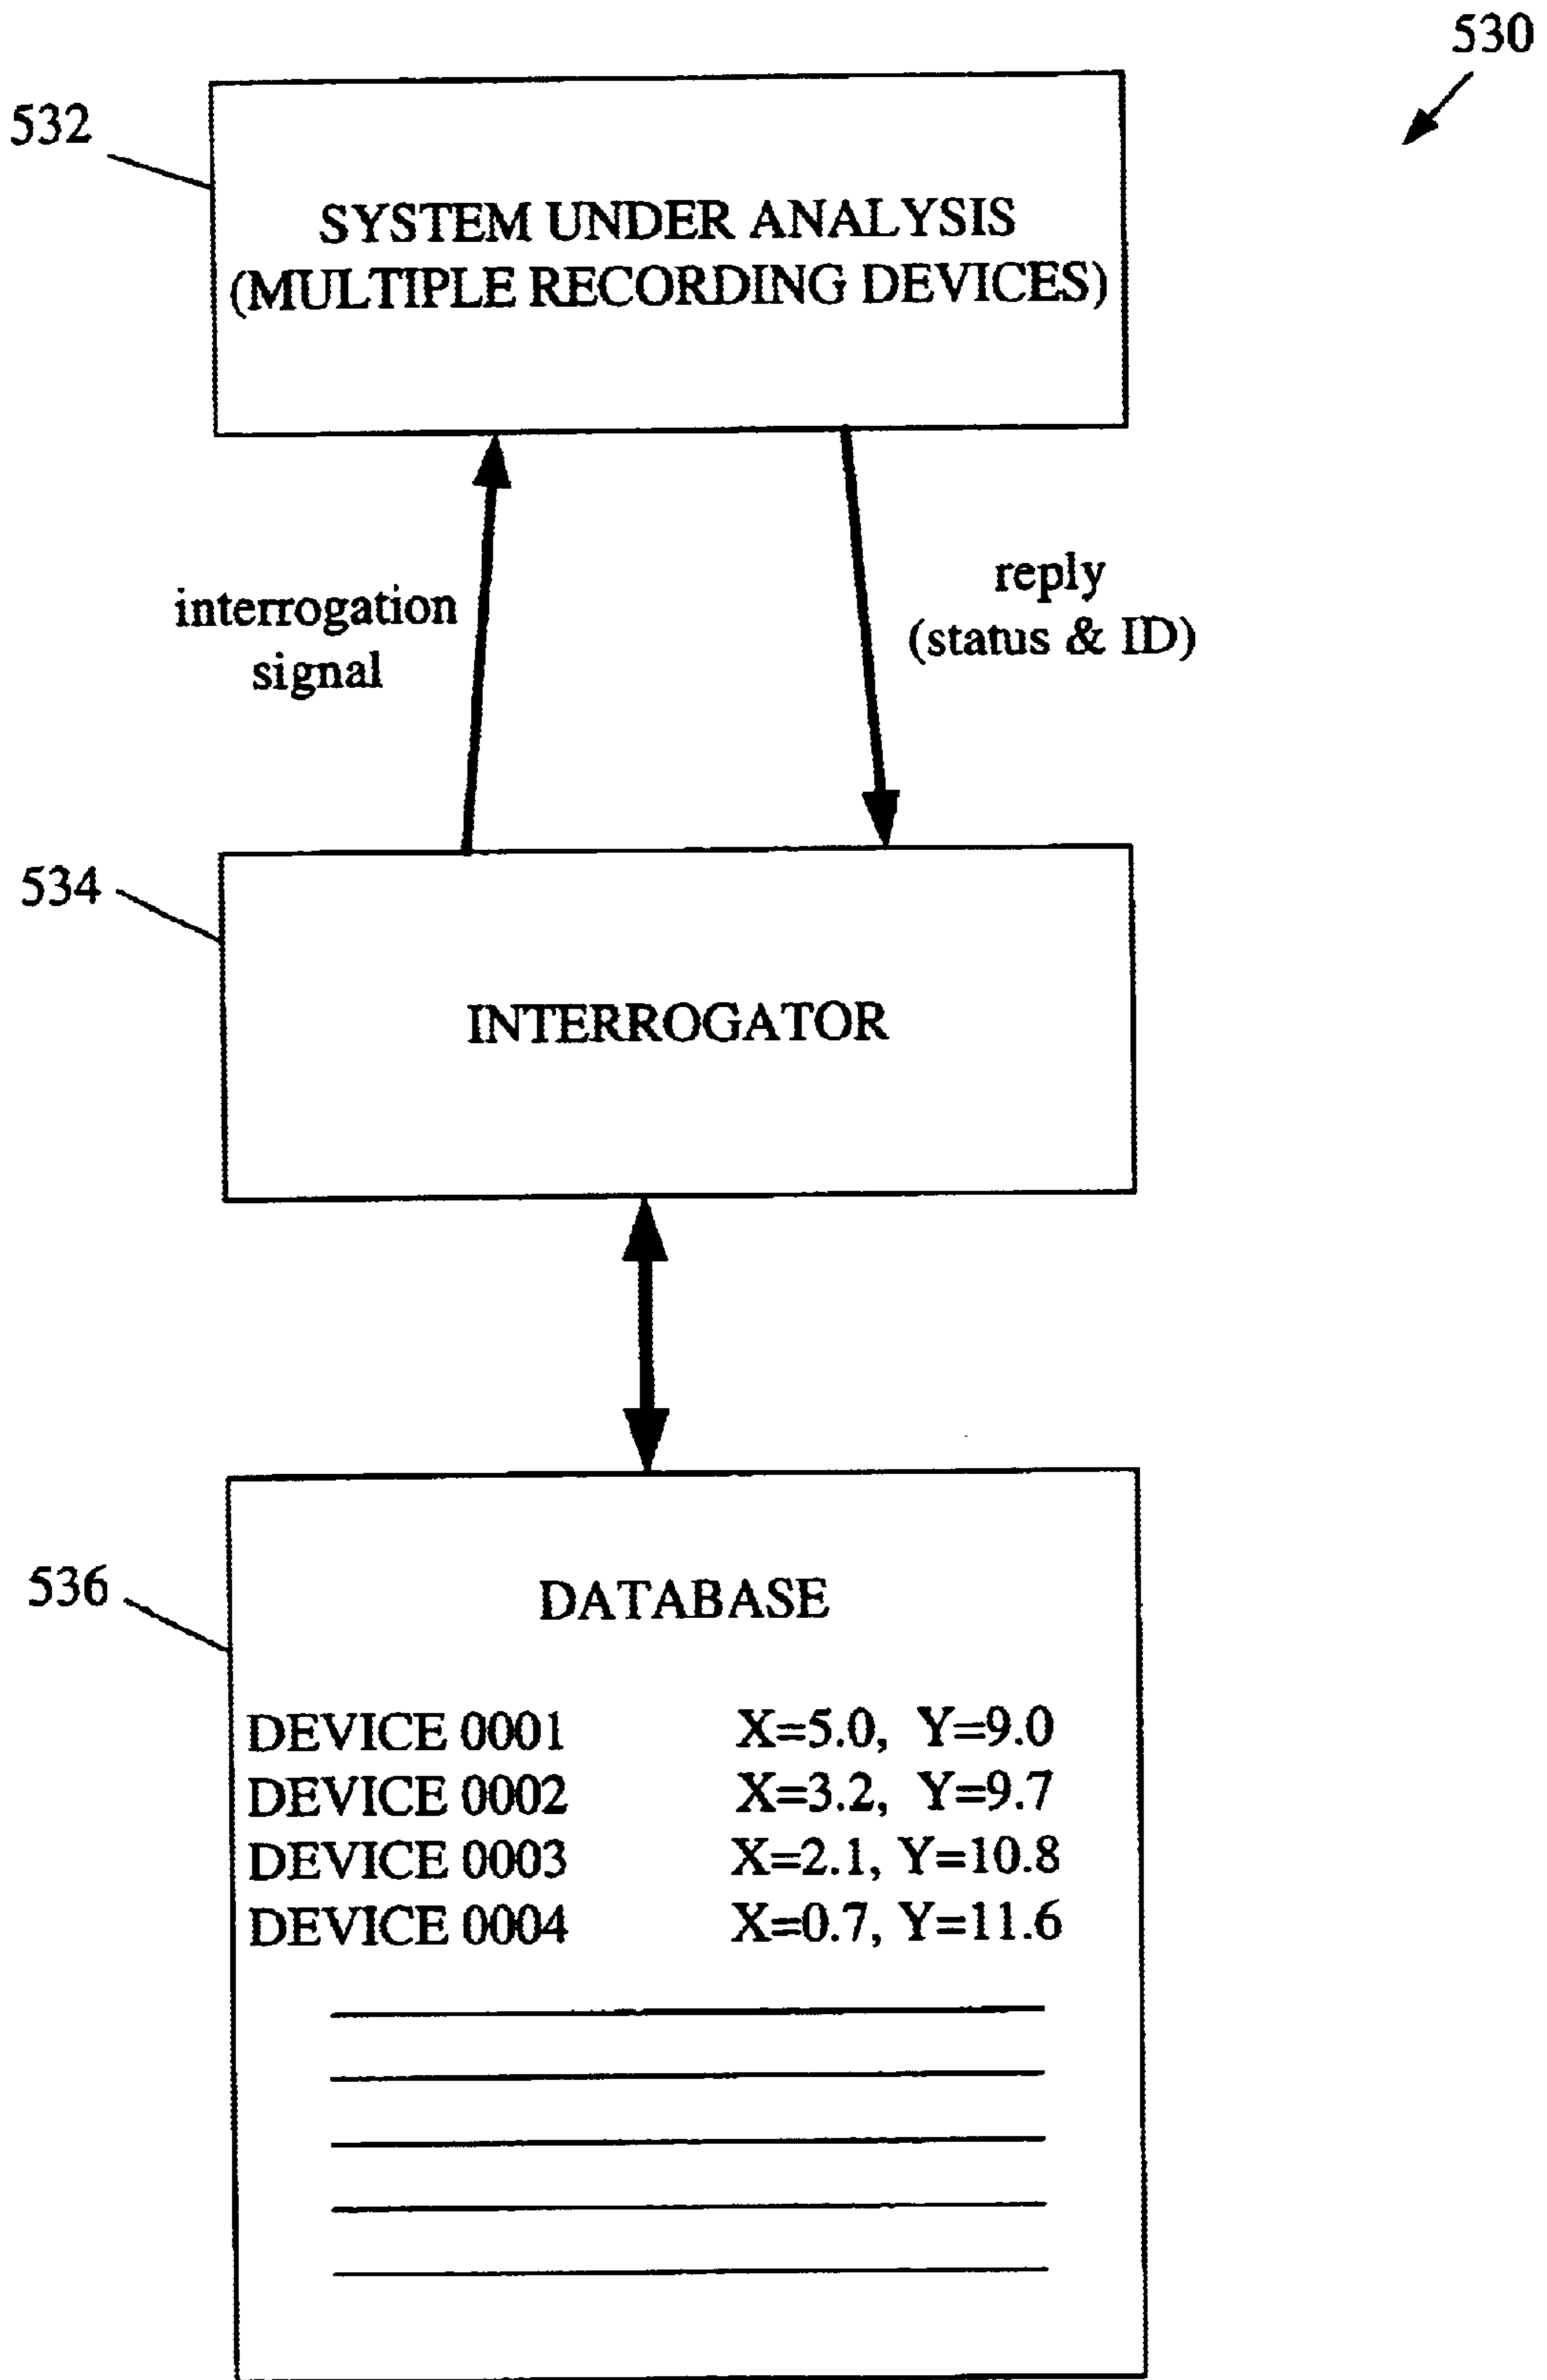 530
532
SYSTEM UNDER ANALYSIS
(MULTIPLE RECORDING DEVICES)
interrogation
signal
reply
(status & ID)
534
INTERROGATOR
536
DATABASE
DEVICE 0001 X=5.0, Y=9.0
DEVICE 0002 X=3.2, Y=9.7
DEVICE 0003 X=2.1, Y=10.8
DEVICE 0004 X=0.7, Y=11.6